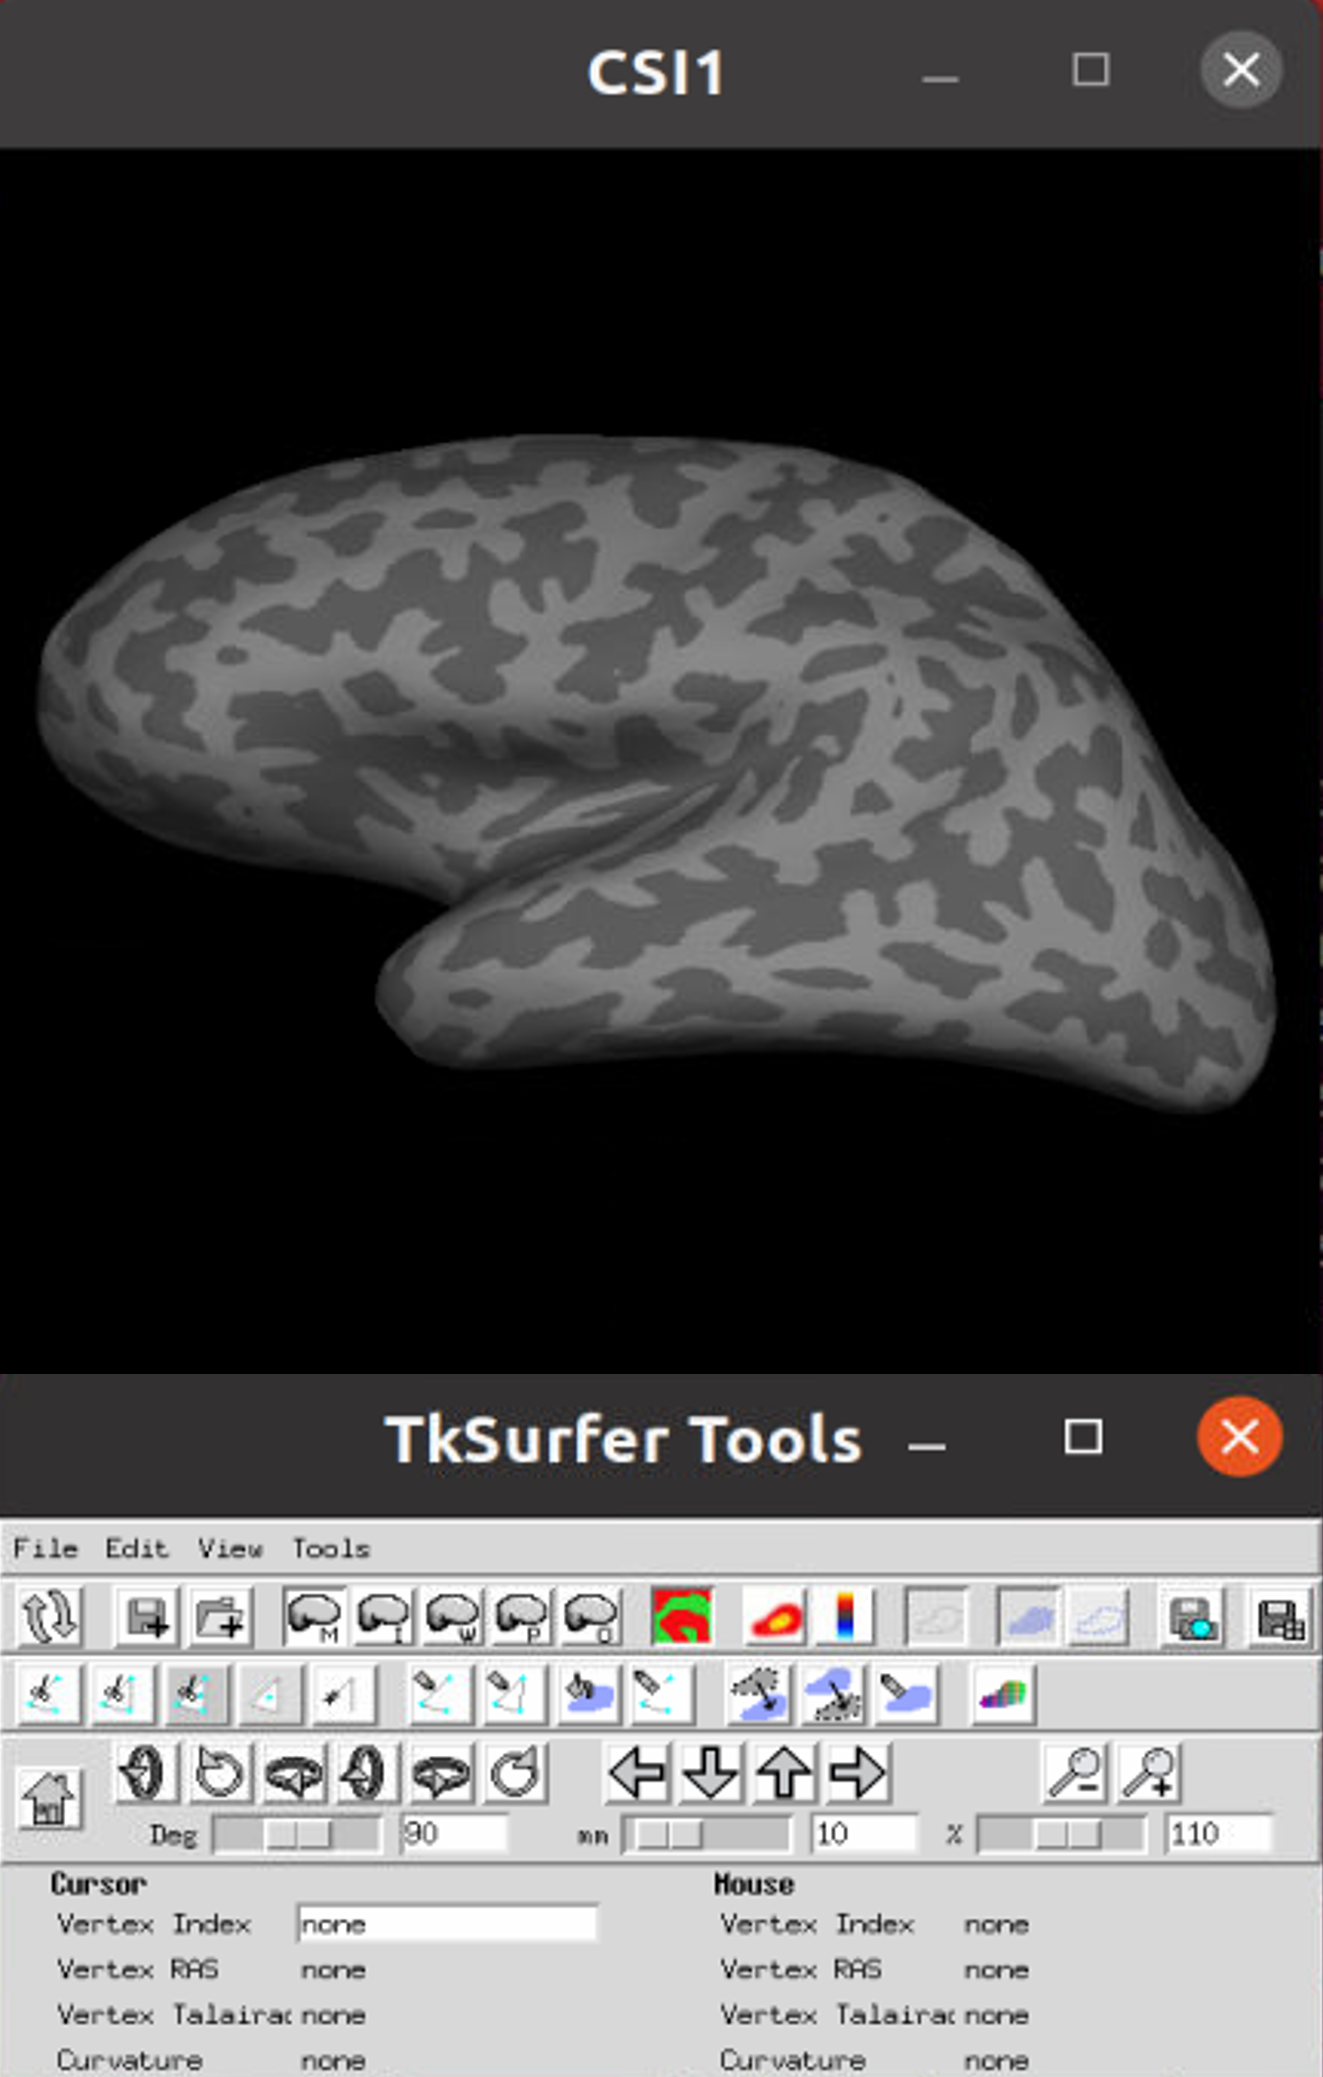 CSI1
TkSurfer Tools
File Edit View Tools
M I W P O
Deg 90 mm 10 % 110
Cursor Mouse
Vertex Index none Vertex Index none
Vertex RAS none Vertex RAS none
Vertex Talairac none Vertex Talairac none
Curvature none Curvature none